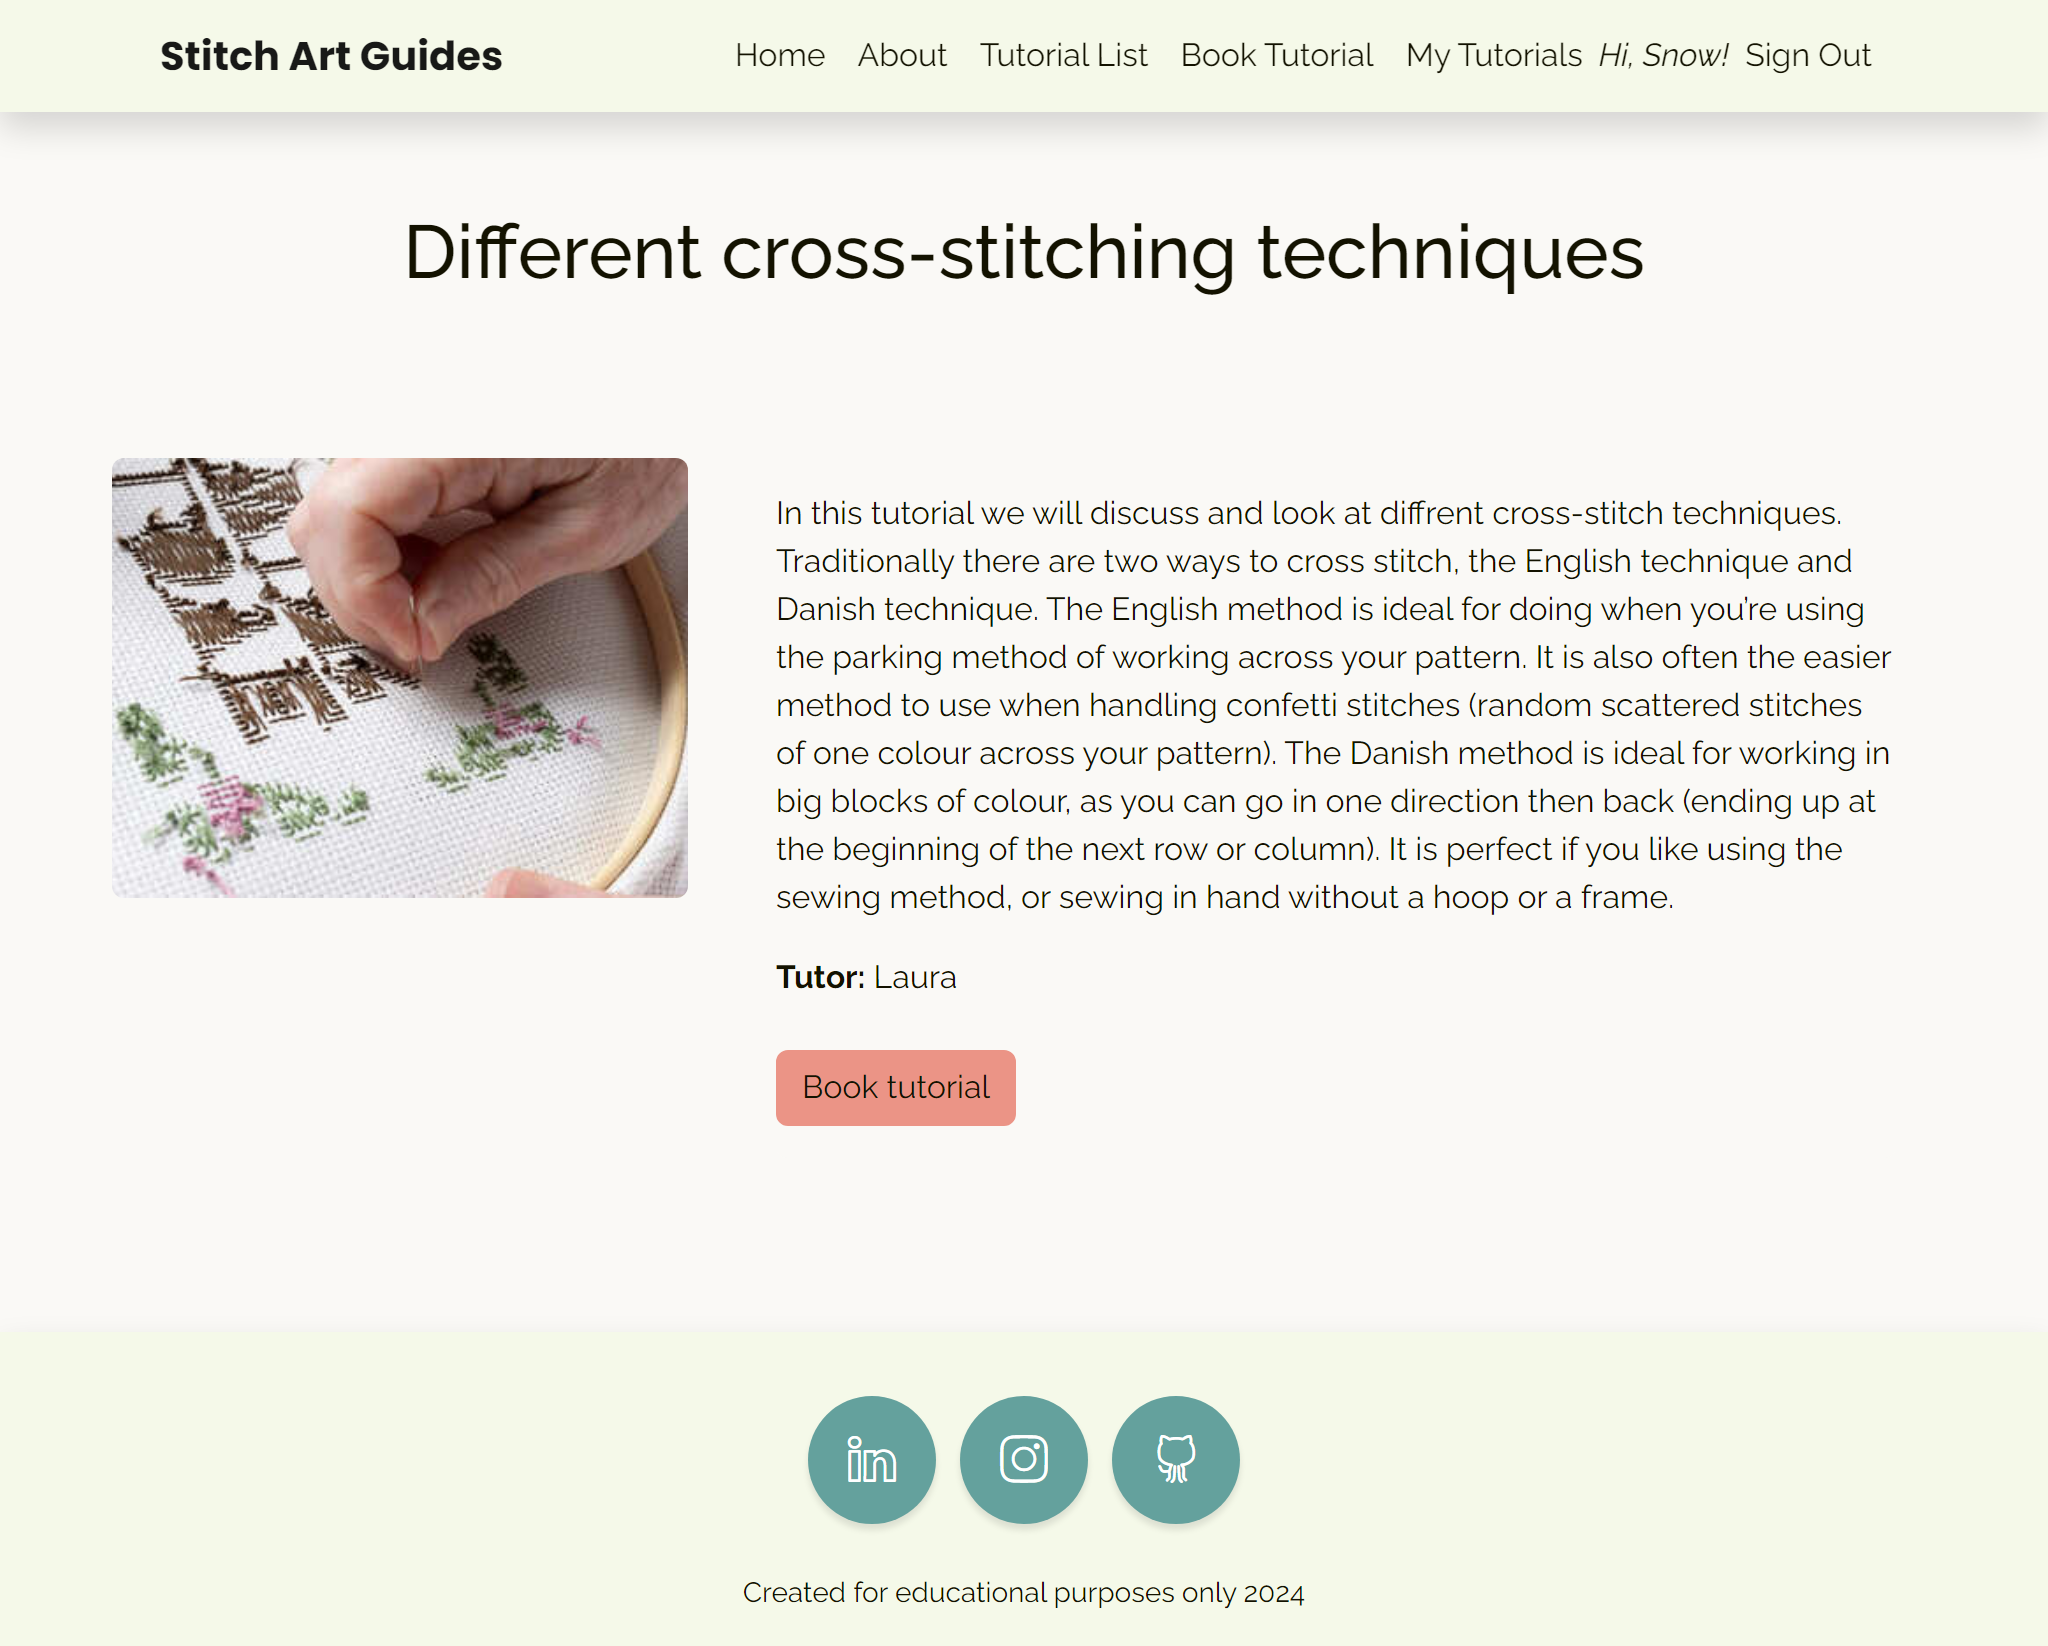 Stitch Art Guides
Home About Tutorial List Book Tutorial My Tutorials Hi, Snow! Sign Out
Different cross-stitching techniques
In this tutorial we will discuss and look at diffrent cross-stitch techniques.
Traditionally there are two ways to cross stitch, the English technique and
Danish technique. The English method is ideal for doing when you're using
the parking method of working across your pattern. It is also often the easier
method to use when handling confetti stitches (random scattered stitches
of one colour across your pattern). The Danish method is ideal for working in
big blocks of colour, as you can go in one direction then back (ending up at
the beginning of the next row or column). It is perfect if you like using the
sewing method, or sewing in hand without a hoop or a frame.
Tutor: Laura
Book tutorial
in
Created for educational purposes only 2024